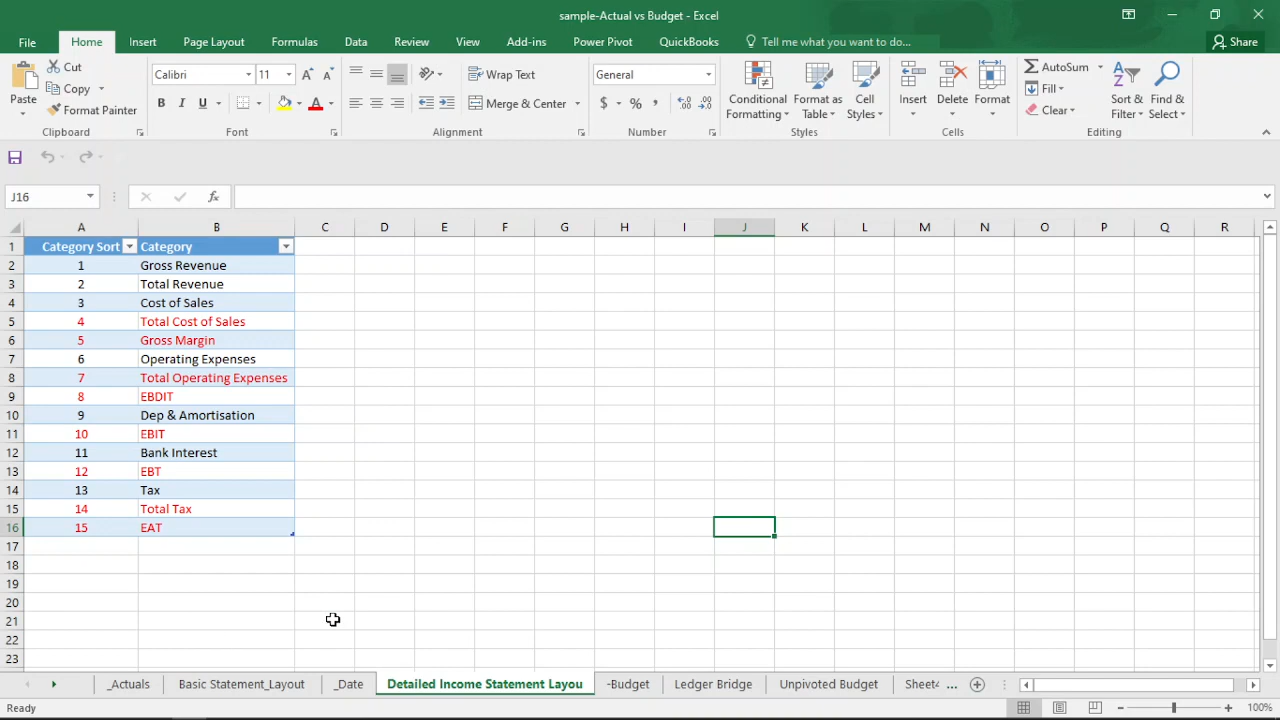 sample-Actual vs Budget - Excel
File Home Insert Page Layout Formulas Data Review View Add-ins Power Pivot QuickBooks Tell me what you want to do... Share
Paste
Cut
Copy
Format Painter
Clipboard
Calibri 11
B I U
Font
Wrap Text
Merge & Center
Alignment
General
$ % ,
Number
Conditional Formatting
Format as Table
Cell Styles
Styles
Insert
Delete
Format
Cells
AutoSum
Fill
Clear
Sort & Filter
Find & Select
Editing
J16 fx
A B C D E F G H I J K L M N O P Q R
1 Category Sort Category
2 1 Gross Revenue
3 2 Total Revenue
4 3 Cost of Sales
5 4 Total Cost of Sales
6 5 Gross Margin
7 6 Operating Expenses
8 7 Total Operating Expenses
9 8 EBDIT
10 9 Dep & Amortisation
11 10 EBIT
12 11 Bank Interest
13 12 EBT
14 13 Tax
15 14 Total Tax
16 15 EAT
17
18
19
20
21
22
23
_Actuals Basic Statement_Layout _Date Detailed Income Statement Layou -Budget Ledger Bridge Unpivoted Budget Sheet4 ...
Ready 100%